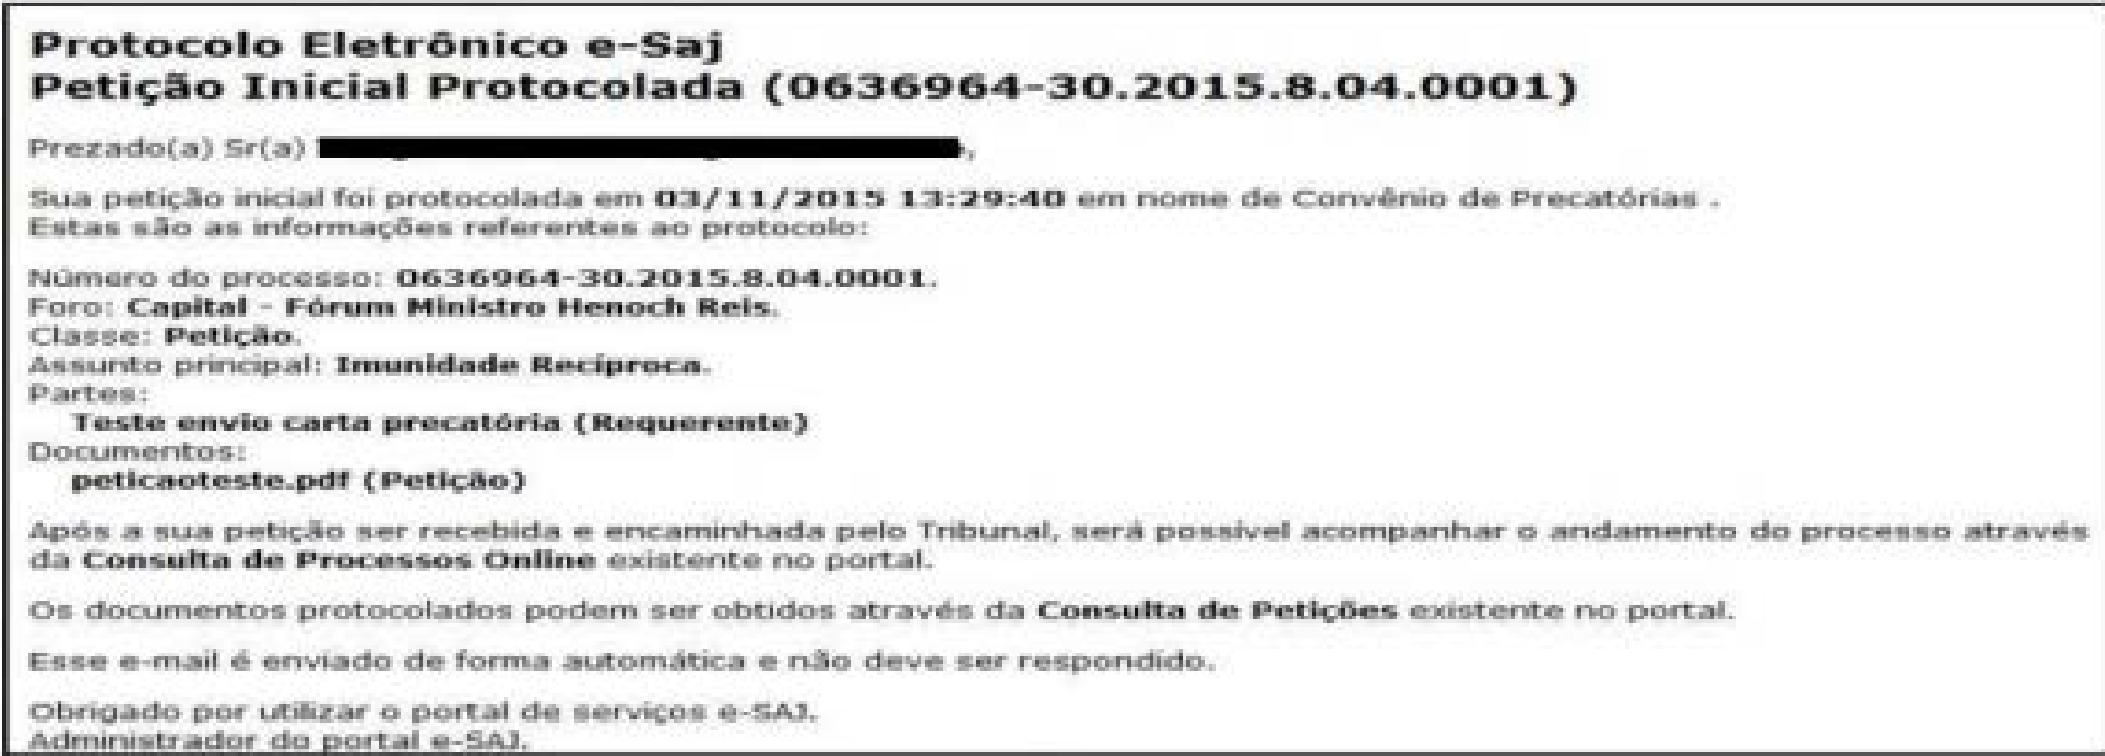 Protocolo Eletrônico e-Saj
Petição Inicial Protocolada (0636964-30.2015.8.04.0001)
Prezado(a) Sr(a) ,
Sua petição inicial foi protocolada em 03/11/2015 13:29:40 em nome de Convênio de Precatórias .
Estas são as informações referentes ao protocolo:
Número do processo: 0636964-30.2015.8.04.0001.
Foro: Capital - Fórum Ministro Henoch Reis.
Classe: Petição.
Assunto principal: Imunidade Recíproca.
Partes:
Teste envio carta precatória (Requerente)
Documentos:
peticaoteste.pdf (Petição)
Após a sua petição ser recebida e encaminhada pelo Tribunal, será possível acompanhar o andamento do processo através
da Consulta de Processos Online existente no portal.
Os documentos protocolados podem ser obtidos através da Consulta de Petições existente no portal.
Esse e-mail é enviado de forma automática e não deve ser respondido.
Obrigado por utilizar o portal de serviços e-SAJ.
Administrador do portal e-SAJ.